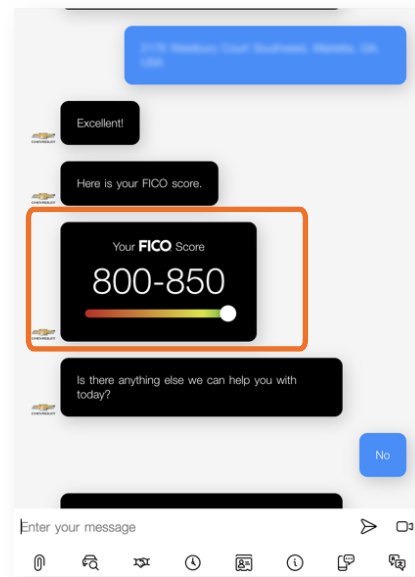 Excellent!
Here is your FICO score.
Your FICO Score
800-850
Is there anything else we can help you with
today?
No
Enter your message